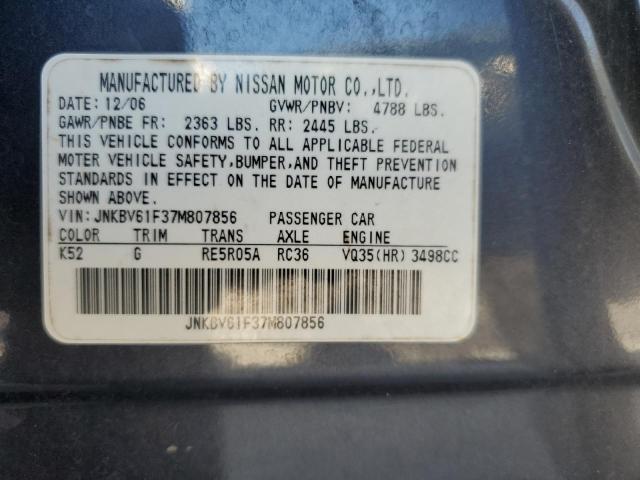 MANUFACTURED BY NISSAN MOTOR CO.,LTD.
DATE: 12/06 GVWR/PNBV: 4788 LBS.
GAWR/PNBE FR: 2363 LBS. RR: 2445 LBS.
THIS VEHICLE CONFORMS TO ALL APPLICABLE FEDERAL
MOTER VEHICLE SAFETY,BUMPER,AND THEFT PREVENTION
STANDARDS IN EFFECT ON THE DATE OF MANUFACTURE
SHOWN ABOVE.
VIN:JNKBV61F37M807856 PASSENGER CAR
COLOR TRIM TRANS AXLE ENGINE
K52 G RE5R05A RC36 VQ35(HR) 3498CC
JNKBV61F37M807856